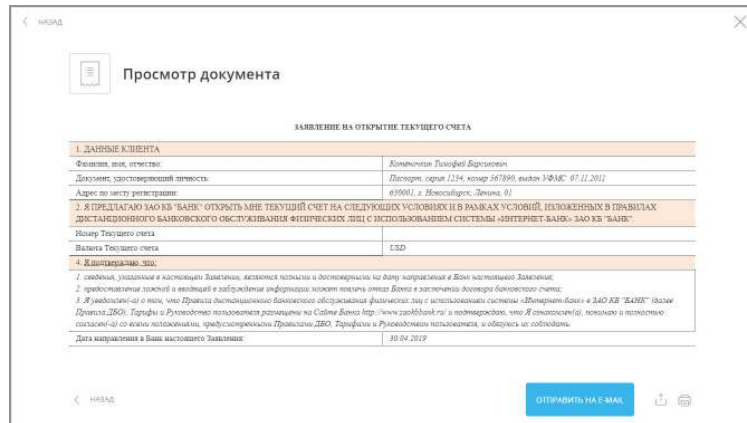 НАЗАД
Просмотр документа
ЗАЯВЛЕНИЕ НА ОТКРЫТИЕ ТЕКУЩЕГО СЧЕТА
1. ДАННЫЕ КЛИЕНТА
Фамилия, имя, отчество: Котёночкин Тимофей Барсикович
Документ, удостоверяющий личность: Паспорт, серия 1234, номер 567890, выдан УФМС 07.11.2011
Адрес по месту регистрации: 630001, г. Новосибирск, Ленина, 01
2. Я ПРЕДЛАГАЮ ЗАО КБ "БАНК" ОТКРЫТЬ МНЕ ТЕКУЩИЙ СЧЕТ НА СЛЕДУЮЩИХ УСЛОВИЯХ И В РАМКАХ УСЛОВИЙ, ИЗЛОЖЕННЫХ В ПРАВИЛАХ
ДИСТАНЦИОННОГО БАНКОВСКОГО ОБСЛУЖИВАНИЯ ФИЗИЧЕСКИХ ЛИЦ С ИСПОЛЬЗОВАНИЕМ СИСТЕМЫ «ИНТЕРНЕТ-БАНК» ЗАО КБ "БАНК".
Номер Текущего счета
Валюта Текущего счета USD
4. Я подтверждаю, что:
1. сведения, указанные в настоящем Заявлении, являются полными и достоверными на дату направления в Банк настоящего Заявления;
2. предоставление ложной и вводящей в заблуждение информации может повлечь отказ Банка в заключении договора банковского счета;
3. Я уведомлен(-а) о том, что Правила дистанционного банковского обслуживания физических лиц с использованием системы «Интернет-банк» в ЗАО КБ "БАНК" (далее
Правила ДБО), Тарифы и Руководство пользователя размещены на Сайте Банка http://www.zaokbbank.ru/ и подтверждаю, что Я ознакомлен(а), понимаю и полностью
согласен(-а) со всеми положениями, предусмотренными Правилами ДБО, Тарифами и Руководством пользователя, и обязуюсь их соблюдать.
Дата направления в Банк настоящего Заявления: 30.04.2019
НАЗАД
ОТПРАВИТЬ НА E-MAIL